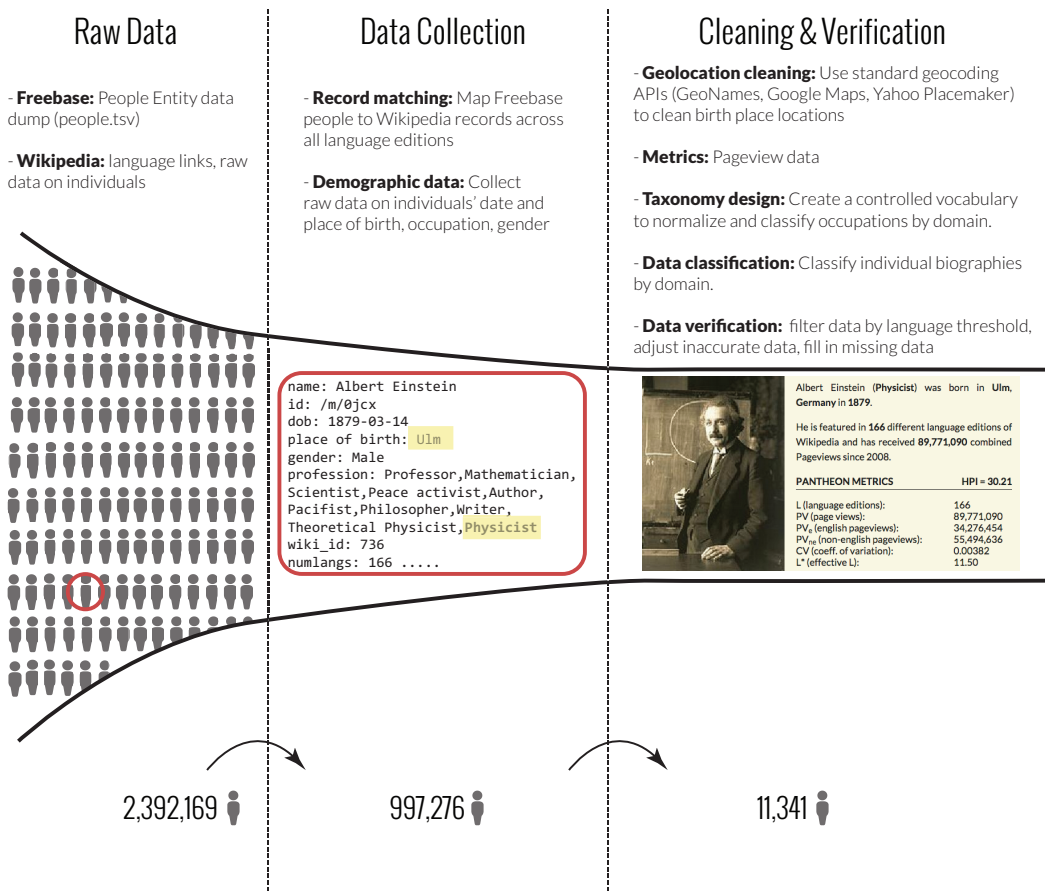 Raw Data
- Freebase: People Entity data
dump (people.tsv)
- Wikipedia: language links, raw
data on individuals
Data Collection
- Record matching: Map Freebase
people to Wikipedia records across
all language editions
- Demographic data: Collect
raw data on individuals' date and
place of birth, occupation, gender
Cleaning & Verification
- Geolocation cleaning: Use standard geocoding
APIs (GeoNames, Google Maps, Yahoo Placemaker)
to clean birth place locations
- Metrics: Pageview data
- Taxonomy design: Create a controlled vocabulary
to normalize and classify occupations by domain.
- Data classification: Classify individual biographies
by domain.
- Data verification: filter data by language threshold,
adjust inaccurate data, fill in missing data
name: Albert Einstein
id: /m/0jcx
dob: 1879-03-14
place of birth: Ulm
gender: Male
profession: Professor,Mathematician,
Scientist,Peace activist,Author,
Pacifist,Philosopher,Writer,
Theoretical Physicist,Physicist
wiki_id: 736
numlangs: 166 .....
Albert Einstein (Physicist) was born in Ulm,
Germany in 1879.
He is featured in 166 different language editions of
Wikipedia and has received 89,771,090 combined
Pageviews since 2008.
PANTHEON METRICS HPI = 30.21
L (language editions): 166
PV (page views): 89,771,090
PVe (english pageviews): 34,276,454
PVne (non-english pageviews): 55,494,636
CV (coeff. of variation): 0.00382
L* (effective L): 11.50
2,392,169
997,276
11,341